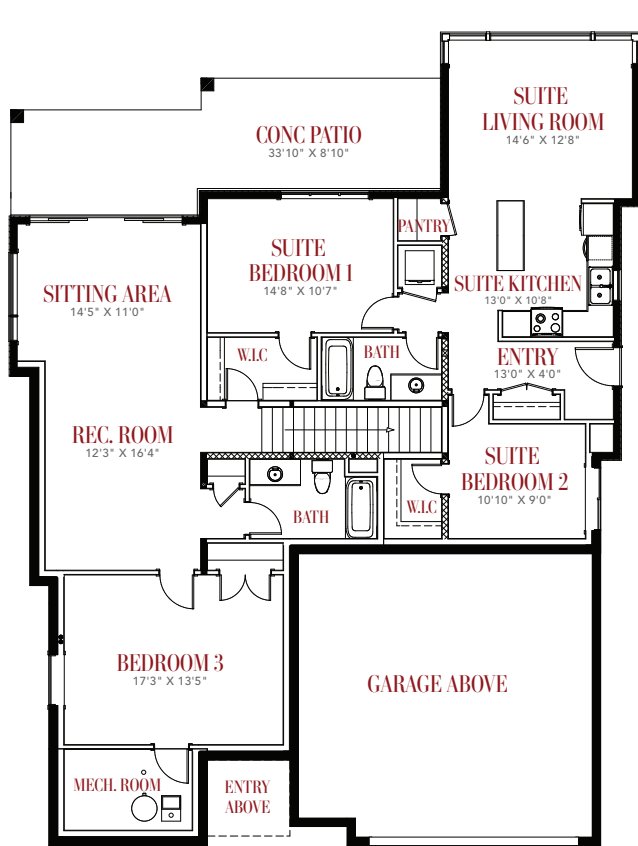 SUITE
LIVING ROOM
14'6" X 12'8"
CONC PATIO
33'10" X 8'10"
PANTRY
SUITE
BEDROOM 1
14'8" X 10'7"
SITTING AREA
14'5" X 11'0"
SUITE KITCHEN
13'0" X 10'8"
W.I.C
BATH
ENTRY
13'0" X 4'0"
REC. ROOM
12'3" X 16'4"
SUITE
BEDROOM 2
10'10" X 9'0"
W.I.C
BATH
BEDROOM 3
17'3" X 13'5"
GARAGE ABOVE
MECH. ROOM
ENTRY
ABOVE